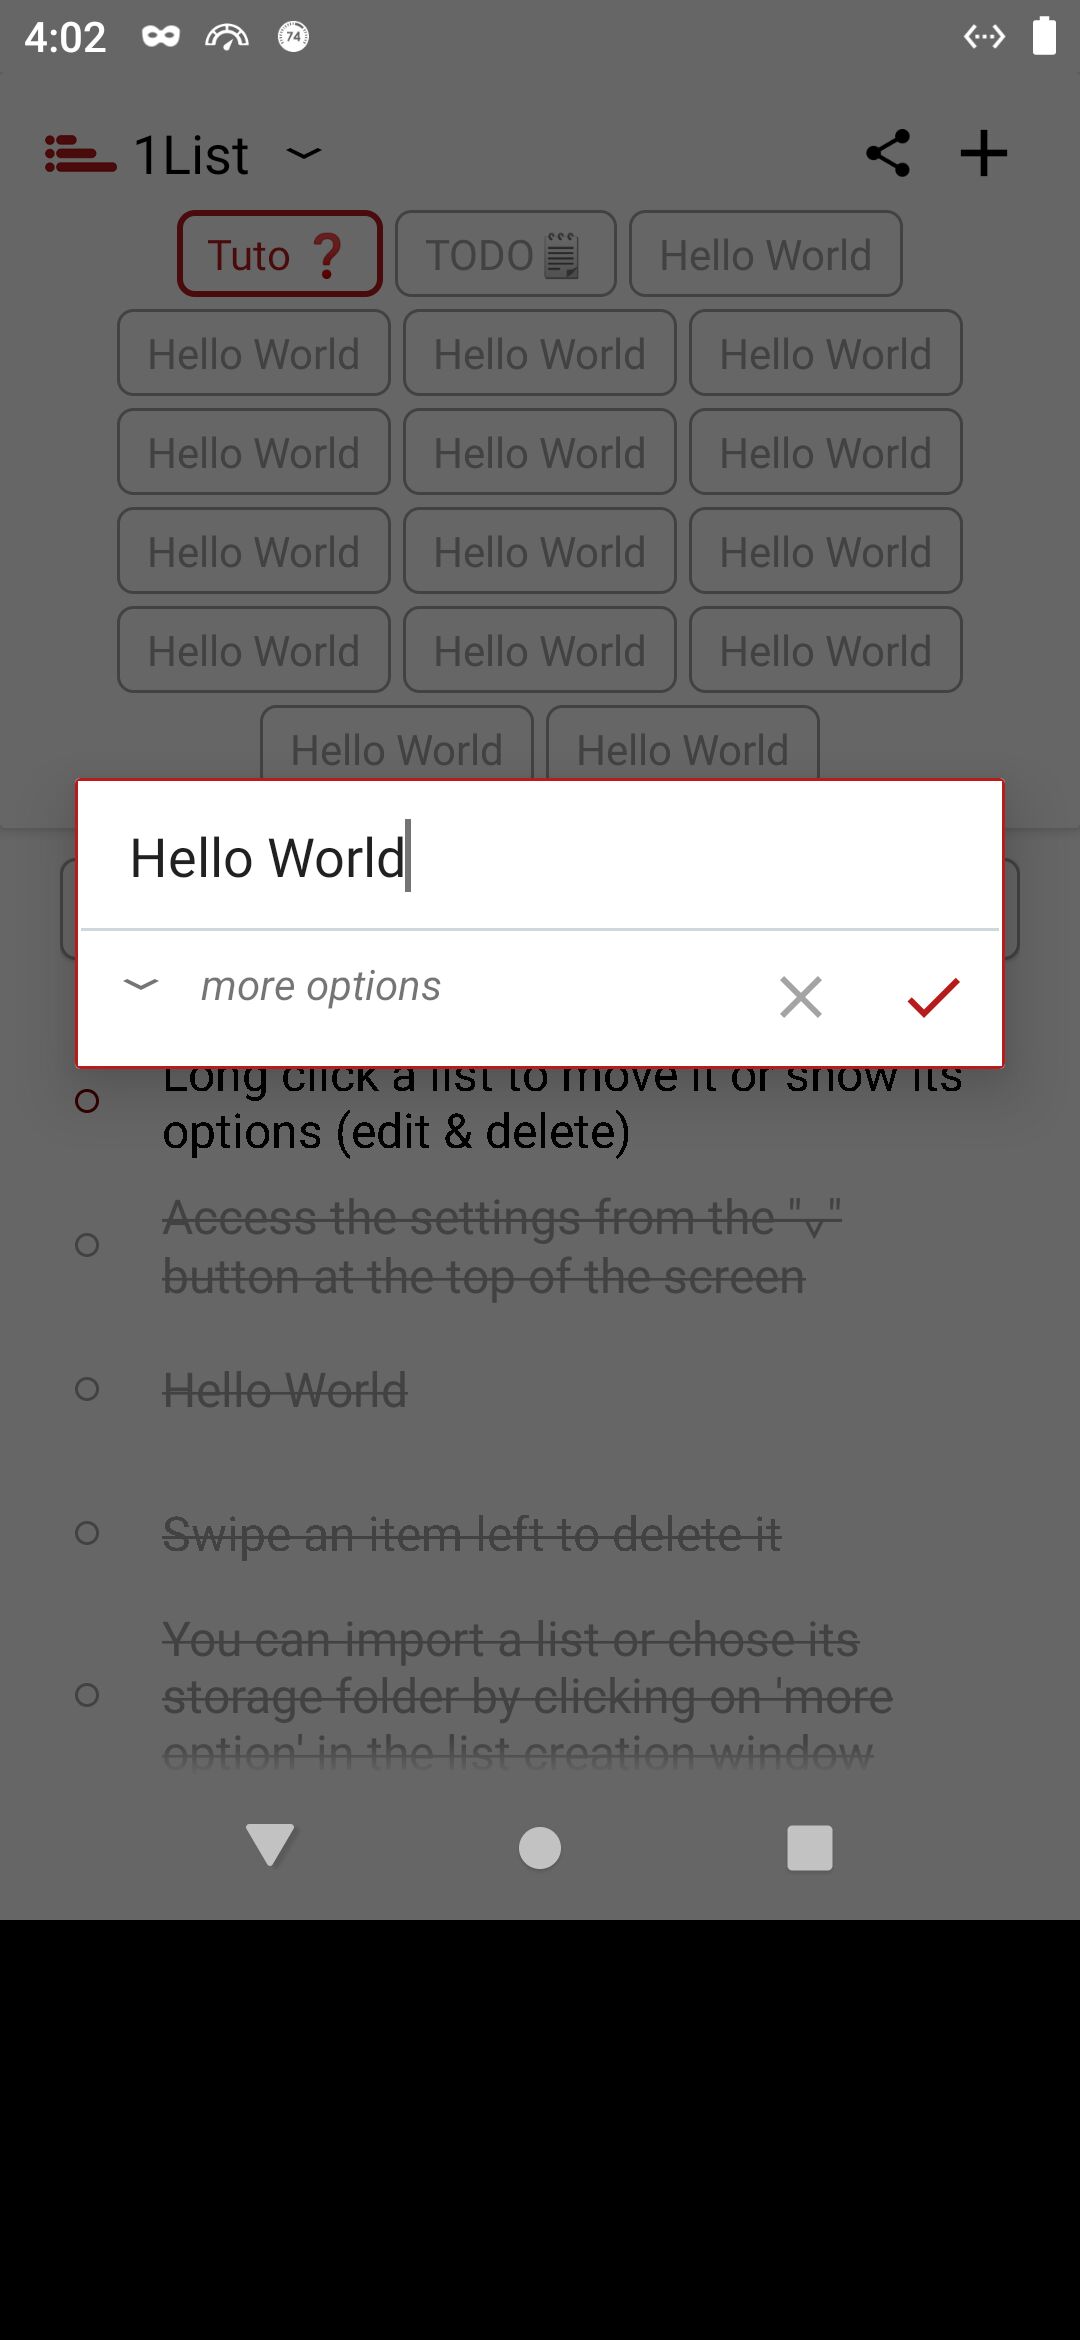 4:02
74
1List
Tuto ❓ TODO Hello World
Hello World Hello World Hello World
Hello World Hello World Hello World
Hello World Hello World Hello World
Hello World Hello World Hello World
Hello World Hello World
Hello World
more options
Long click a list to move it or show its
options (edit & delete)
Access the settings from the "⌄"
button at the top of the screen
Hello World
Swipe an item left to delete it
You can import a list or chose its
storage folder by clicking on 'more
option' in the list creation window